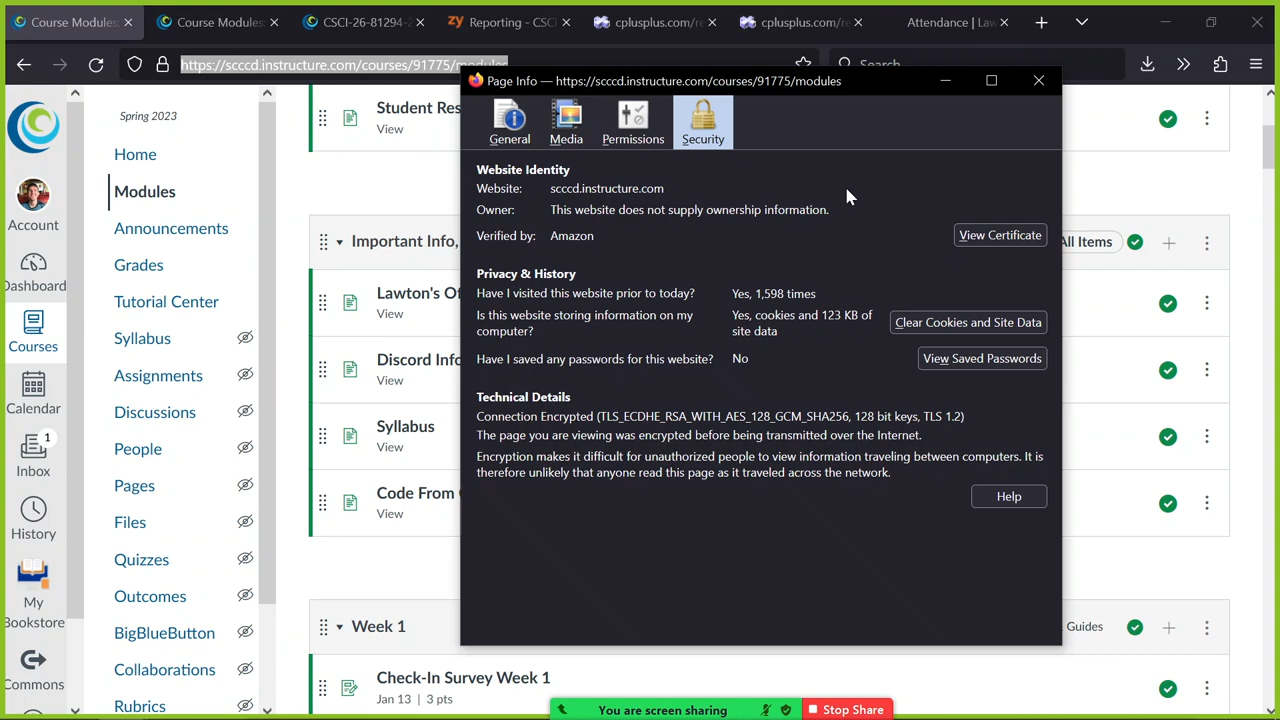 Course Modules:
Course Modules:
CSCI-26-81294-2
zy Reporting - CSC
cplusplus.com/re
cplusplus.com/re
Attendance | Law
https://scccd.instructure.com/courses/91775/modules
Search
Page Info — https://scccd.instructure.com/courses/91775/modules
General
Media
Permissions
Security
Website Identity
Website: scccd.instructure.com
Owner: This website does not supply ownership information.
Verified by: Amazon
View Certificate
Privacy & History
Have I visited this website prior to today? Yes, 1,598 times
Is this website storing information on my computer? Yes, cookies and 123 KB of site data
Clear Cookies and Site Data
Have I saved any passwords for this website? No
View Saved Passwords
Technical Details
Connection Encrypted (TLS_ECDHE_RSA_WITH_AES_128_GCM_SHA256, 128 bit keys, TLS 1.2)
The page you are viewing was encrypted before being transmitted over the Internet.
Encryption makes it difficult for unauthorized people to view information traveling between computers. It is
therefore unlikely that anyone read this page as it traveled across the network.
Help
Account
Dashboard
Courses
Calendar
1
Inbox
History
My
Bookstore
Commons
Spring 2023
Home
Modules
Announcements
Grades
Tutorial Center
Syllabus
Assignments
Discussions
People
Pages
Files
Quizzes
Outcomes
BigBlueButton
Collaborations
Rubrics
Student Res
View
Important Info,
All Items
Lawton's Of
View
Discord Info
View
Syllabus
View
Code From
View
Week 1
Guides
Check-In Survey Week 1
Jan 13 | 3 pts
You are screen sharing
Stop Share